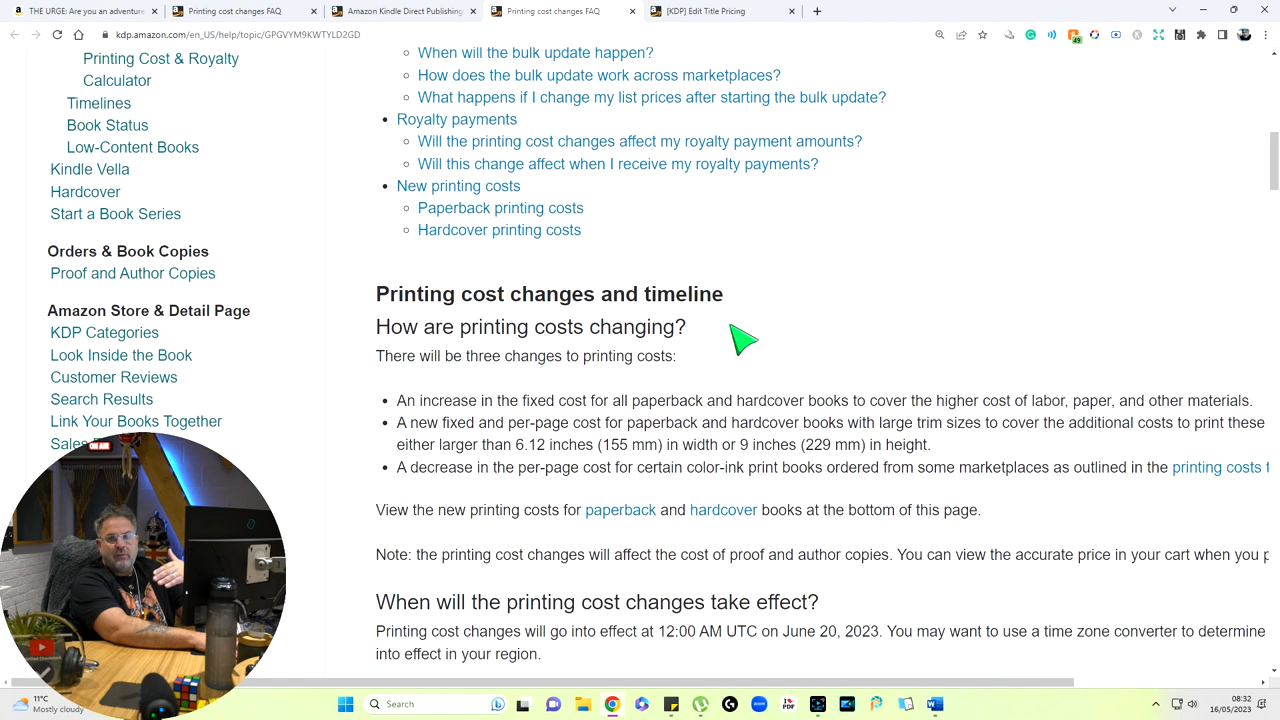 THE URGE: As you're an adventure
Printing cost changes FAQ
Amazon Kindle Direct Publishing
Printing cost changes FAQ
[KDP] Edit Title Pricing
kdp.amazon.com/en_US/help/topic/GPGVYM9KWTYLD2GD
49
Printing Cost & Royalty
Calculator
Timelines
Book Status
Low-Content Books
Kindle Vella
Hardcover
Start a Book Series
Orders & Book Copies
Proof and Author Copies
Amazon Store & Detail Page
KDP Categories
Look Inside the Book
Customer Reviews
Search Results
Link Your Books Together
Sales
ON AIR
When will the bulk update happen?
How does the bulk update work across marketplaces?
What happens if I change my list prices after starting the bulk update?
Royalty payments
Will the printing cost changes affect my royalty payment amounts?
Will this change affect when I receive my royalty payments?
New printing costs
Paperback printing costs
Hardcover printing costs
Printing cost changes and timeline
How are printing costs changing?
There will be three changes to printing costs:
An increase in the fixed cost for all paperback and hardcover books to cover the higher cost of labor, paper, and other materials.
A new fixed and per-page cost for paperback and hardcover books with large trim sizes to cover the additional costs to print these
either larger than 6.12 inches (155 mm) in width or 9 inches (229 mm) in height.
A decrease in the per-page cost for certain color-ink print books ordered from some marketplaces as outlined in the printing costs t
View the new printing costs for paperback and hardcover books at the bottom of this page.
Note: the printing cost changes will affect the cost of proof and author copies. You can view the accurate price in your cart when you p
When will the printing cost changes take effect?
Printing cost changes will go into effect at 12:00 AM UTC on June 20, 2023. You may want to use a time zone converter to determine
into effect in your region.
11°C
Mostly cloudy
Search
08:32
16/05/2023